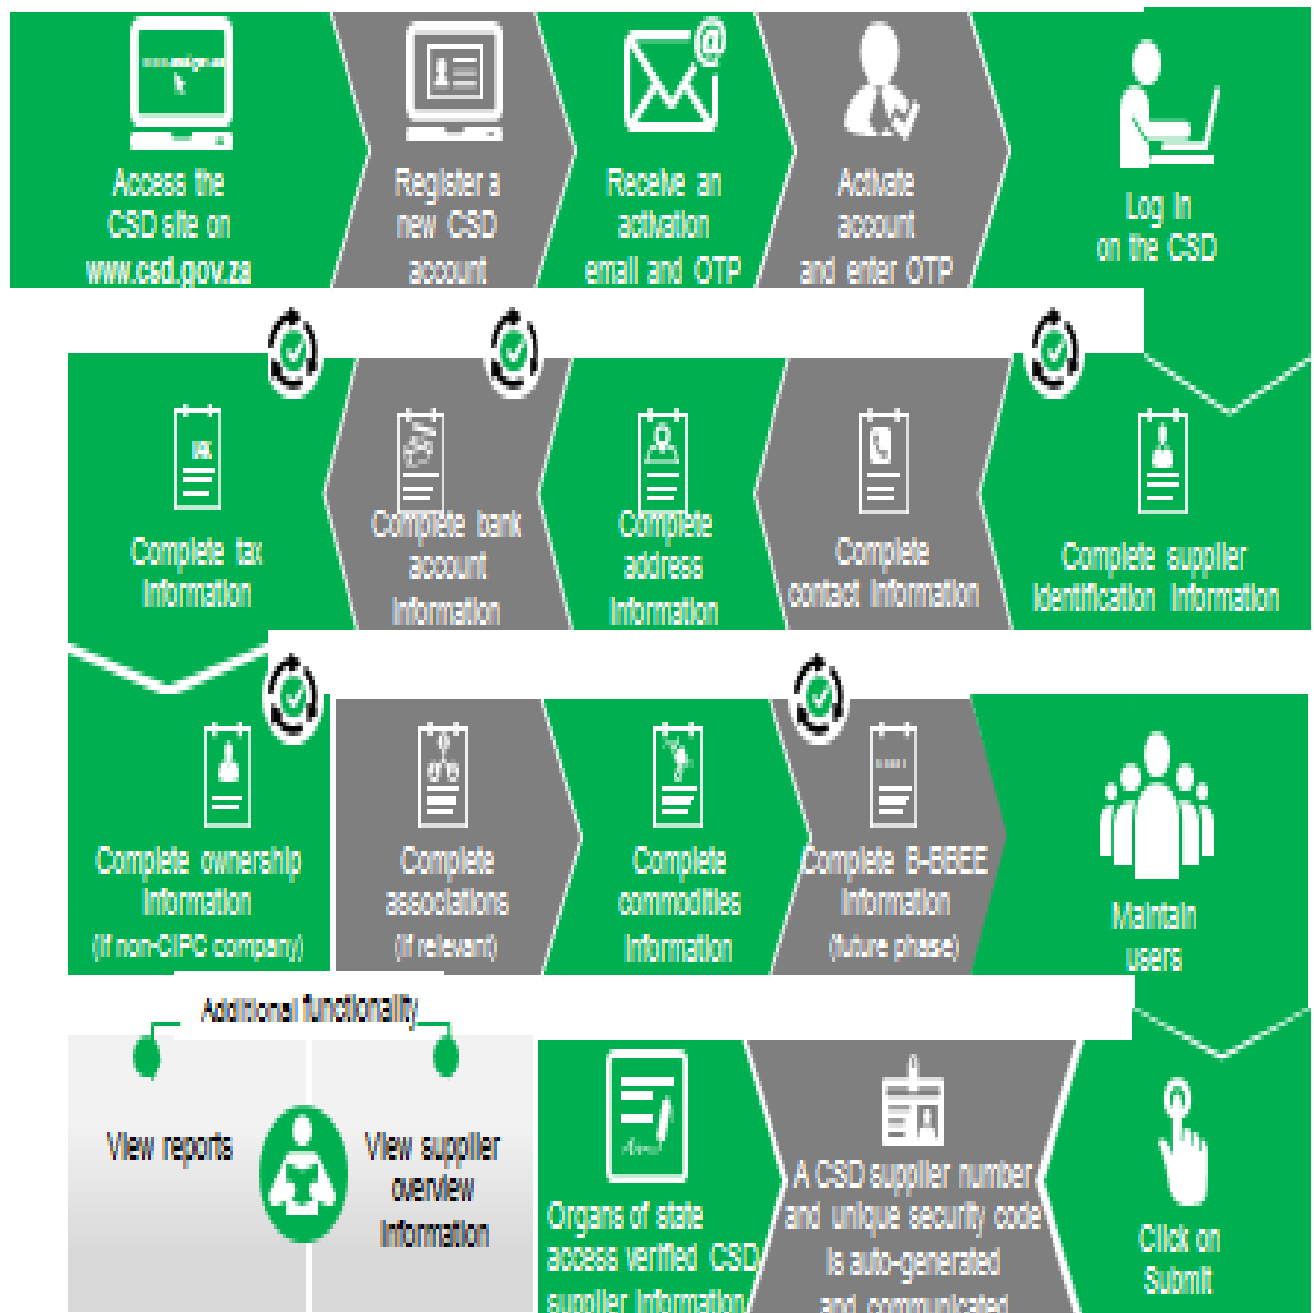 Access the
CSD site on
www.csd.gov.za
Register a
new CSD
account
Receive an
activation
email and OTP
Activate
account
and enter OTP
Log in
on the CSD
Complete supplier
identification information
Complete
contact information
Complete
address
information
Complete bank
account
information
TAX
Complete tax
information
Complete ownership
information
(if non-CIPC company)
Complete
associations
(if relevant)
Complete
commodities
information
Complete B-BBEE
information
(future phase)
Maintain
users
Click on
Submit
A CSD supplier number
and unique security code
is auto-generated
and communicated
Organs of state
access verified CSD
supplier information
Additional functionality
View reports
View supplier
overview
information